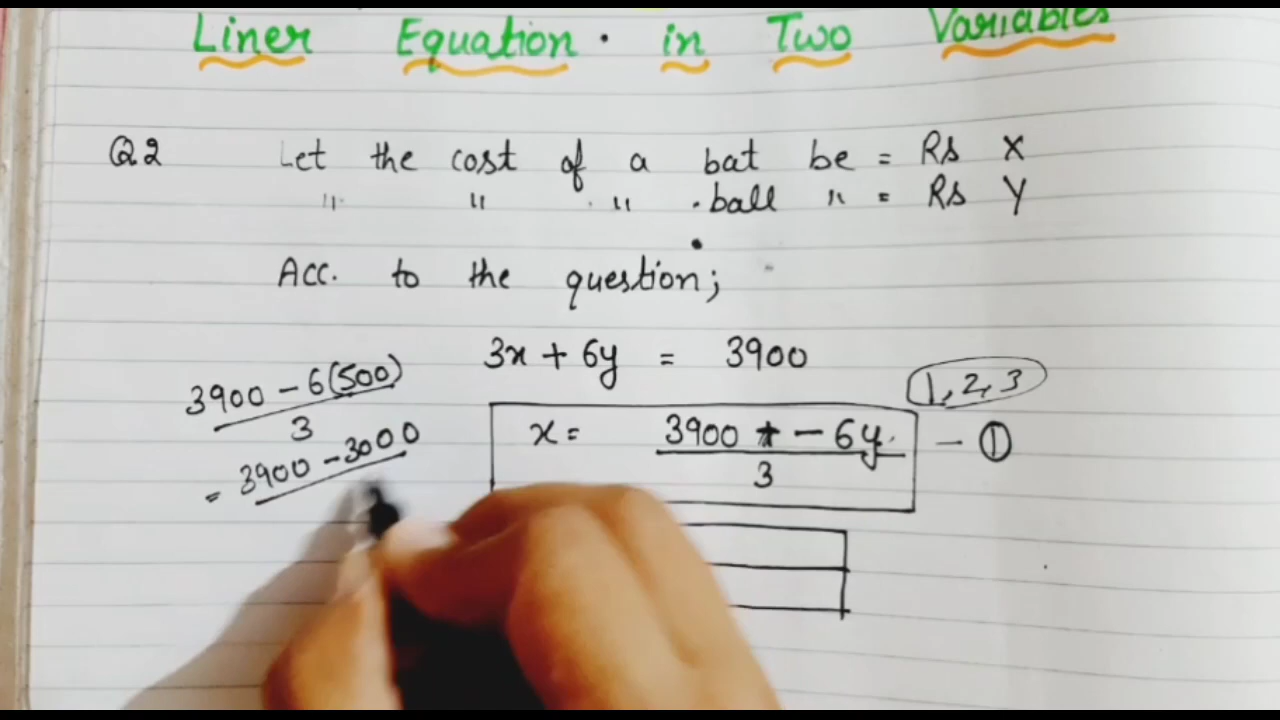 Liner Equation in Two Variables
Q2 Let the cost of a bat be = Rs X
" " " ball " = Rs Y
Acc. to the question;
3x + 6y = 3900
3900 - 6(500)
3
= 3900 - 3000
1, 2, 3
x = 3900 - 6y - ①
3